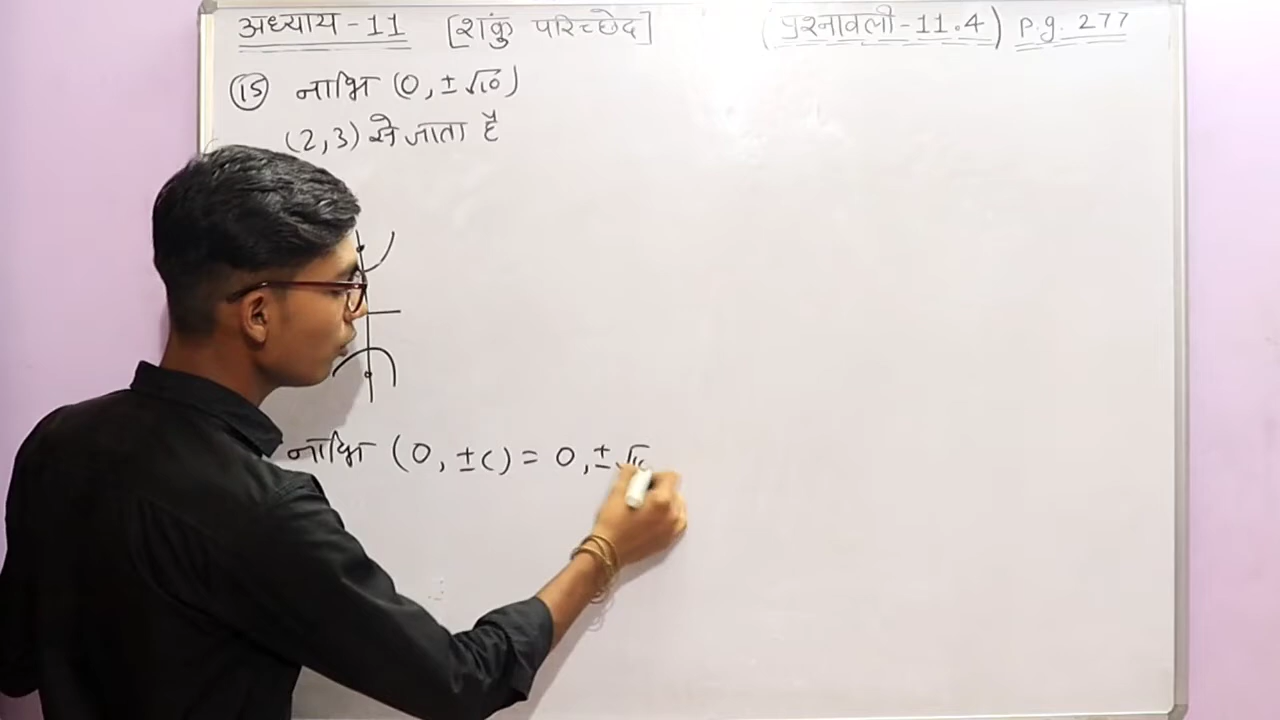 अध्याय - 11 [शंकु परिच्छेद] (प्रश्नावली - 11.4) p.g. 277
(15) नाभि (0, ± √10)
(2,3) से जाता है
नाभि (0, ± c) = 0, ± √10